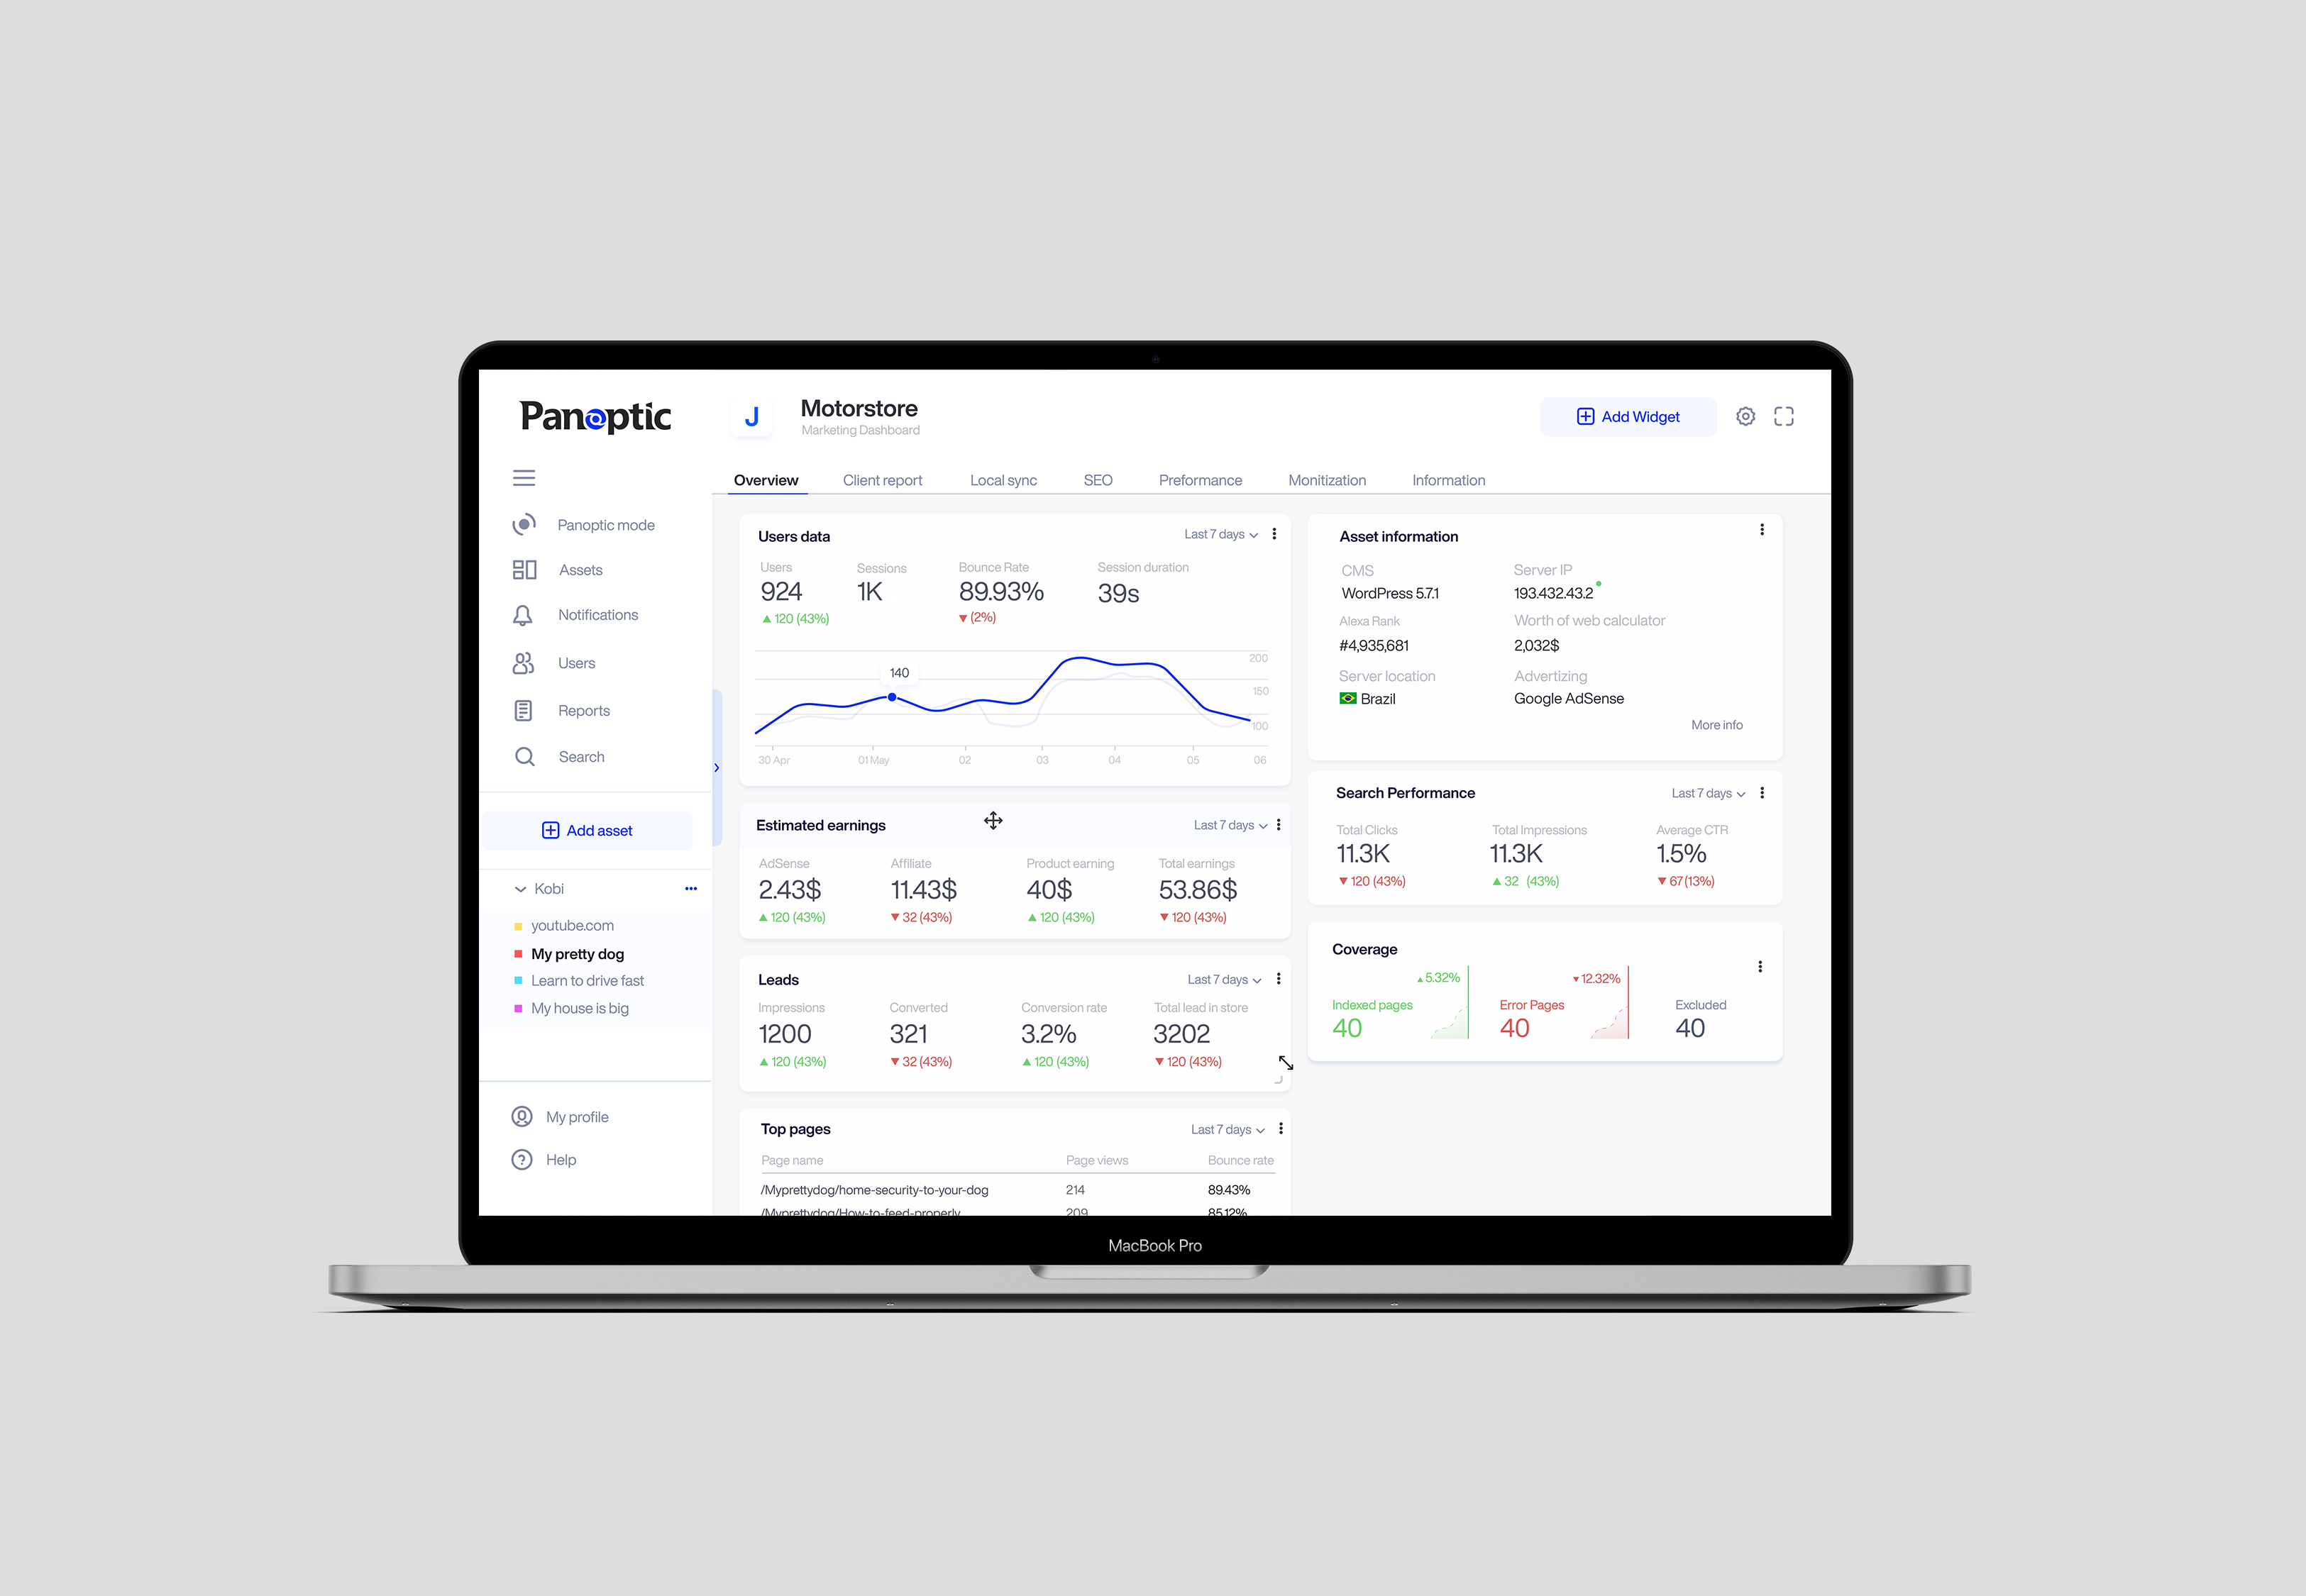 Panoptic
J
Motorstore
Marketing Dashboard
Add Widget
Overview Client report Local sync SEO Preformance Monitization Information
Panoptic mode
Assets
Notifications
Users
Reports
Search
Add asset
Kobi
youtube.com
My pretty dog
Learn to drive fast
My house is big
My profile
Help
Users data Last 7 days
Users Sessions Bounce Rate Session duration
924 1K 89.93% 39s
120 (43%) (2%)
140
200
150
100
30 Apr 01 May 02 03 04 05 06
Estimated earnings Last 7 days
AdSense Affiliate Product earning Total earnings
2.43$ 11.43$ 40$ 53.86$
120 (43%) 32 (43%) 120 (43%) 120 (43%)
Leads Last 7 days
Impressions Converted Conversion rate Total lead in store
1200 321 3.2% 3202
120 (43%) 32 (43%) 120 (43%) 120 (43%)
Top pages Last 7 days
Page name Page views Bounce rate
/Myprettydog/home-security-to-your-dog 214 89.43%
/Myprettydog/How-to-feed-properly 209 85.12%
Asset information
CMS Server IP
WordPress 5.7.1 193.432.43.2
Alexa Rank Worth of web calculator
#4,935,681 2,032$
Server location Advertizing
Brazil Google AdSense
More info
Search Performance Last 7 days
Total Clicks Total Impressions Average CTR
11.3K 11.3K 1.5%
120 (43%) 32 (43%) 67 (13%)
Coverage
5.32% 12.32%
Indexed pages Error Pages Excluded
40 40 40
MacBook Pro